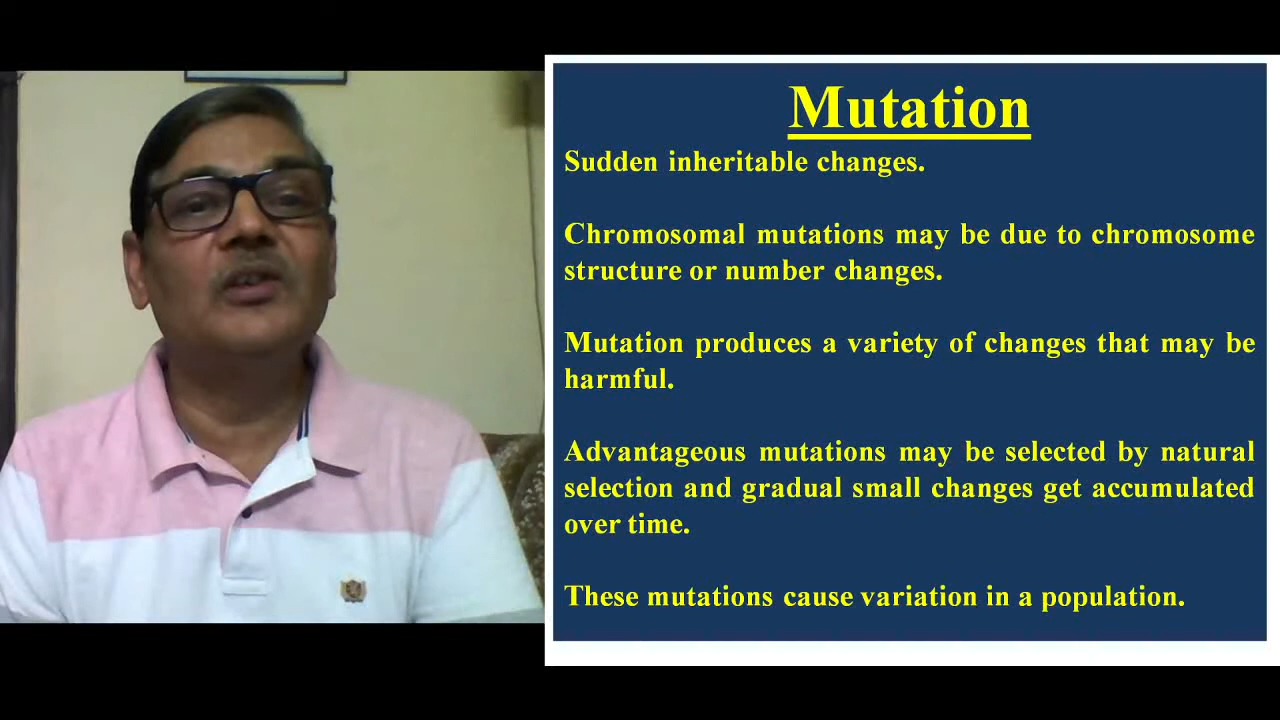 Mutation
Sudden inheritable changes.
Chromosomal mutations may be due to chromosome
structure or number changes.
Mutation produces a variety of changes that may be
harmful.
Advantageous mutations may be selected by natural
selection and gradual small changes get accumulated
over time.
These mutations cause variation in a population.